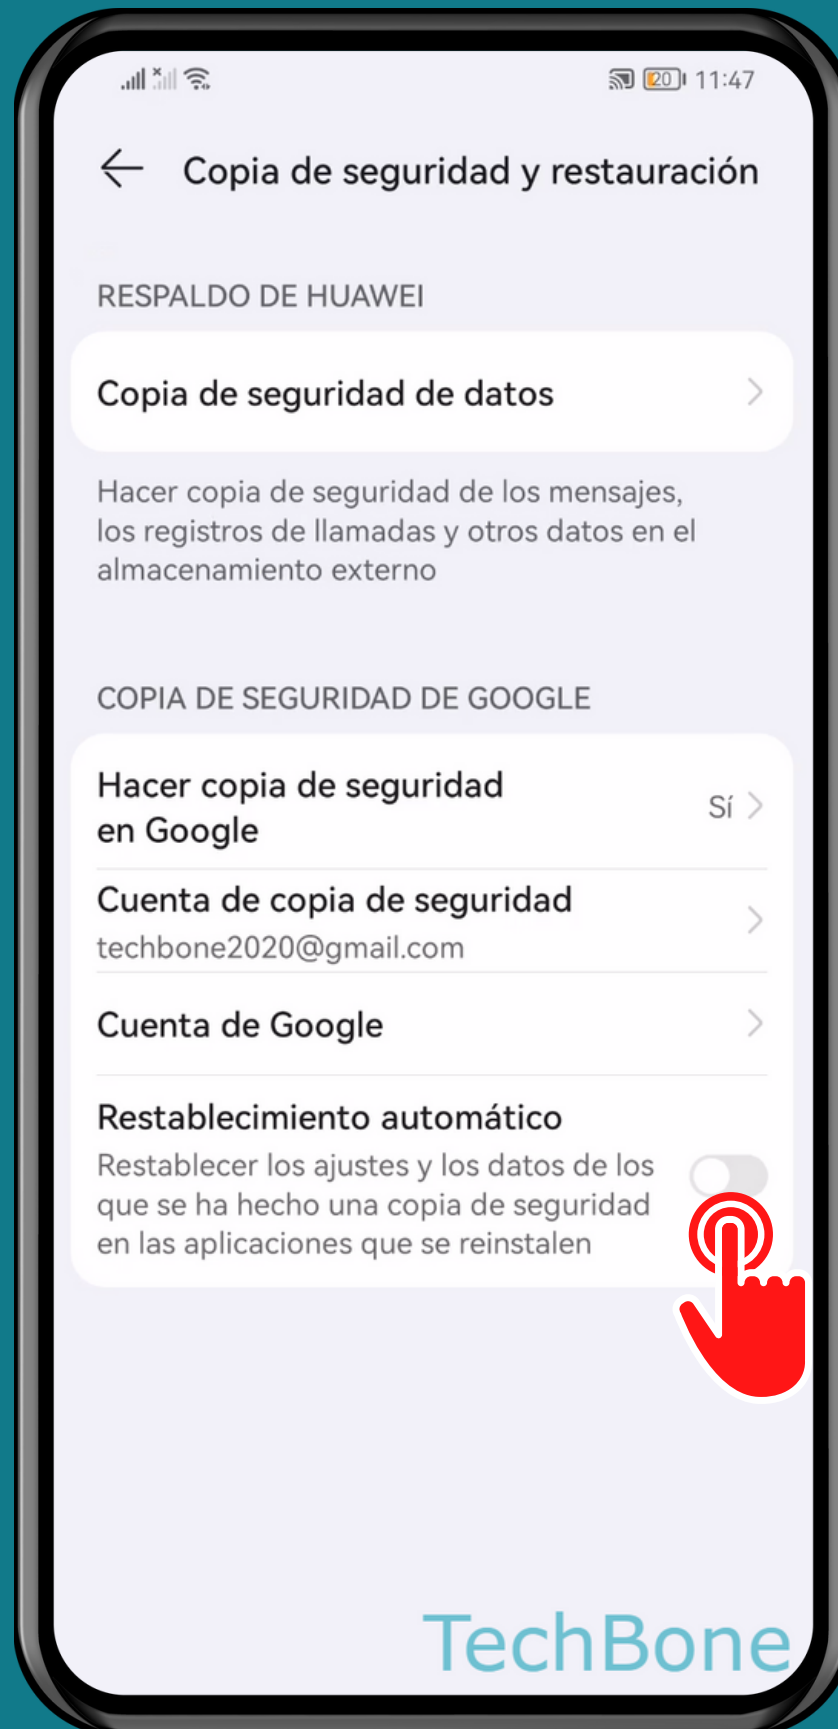 20 11:47
Copia de seguridad y restauración
RESPALDO DE HUAWEI
Copia de seguridad de datos
Hacer copia de seguridad de los mensajes,
los registros de llamadas y otros datos en el
almacenamiento externo
COPIA DE SEGURIDAD DE GOOGLE
Hacer copia de seguridad
en Google
Sí
Cuenta de copia de seguridad
techbone2020@gmail.com
Cuenta de Google
Restablecimiento automático
Restablecer los ajustes y los datos de los
que se ha hecho una copia de seguridad
en las aplicaciones que se reinstalen
TechBone